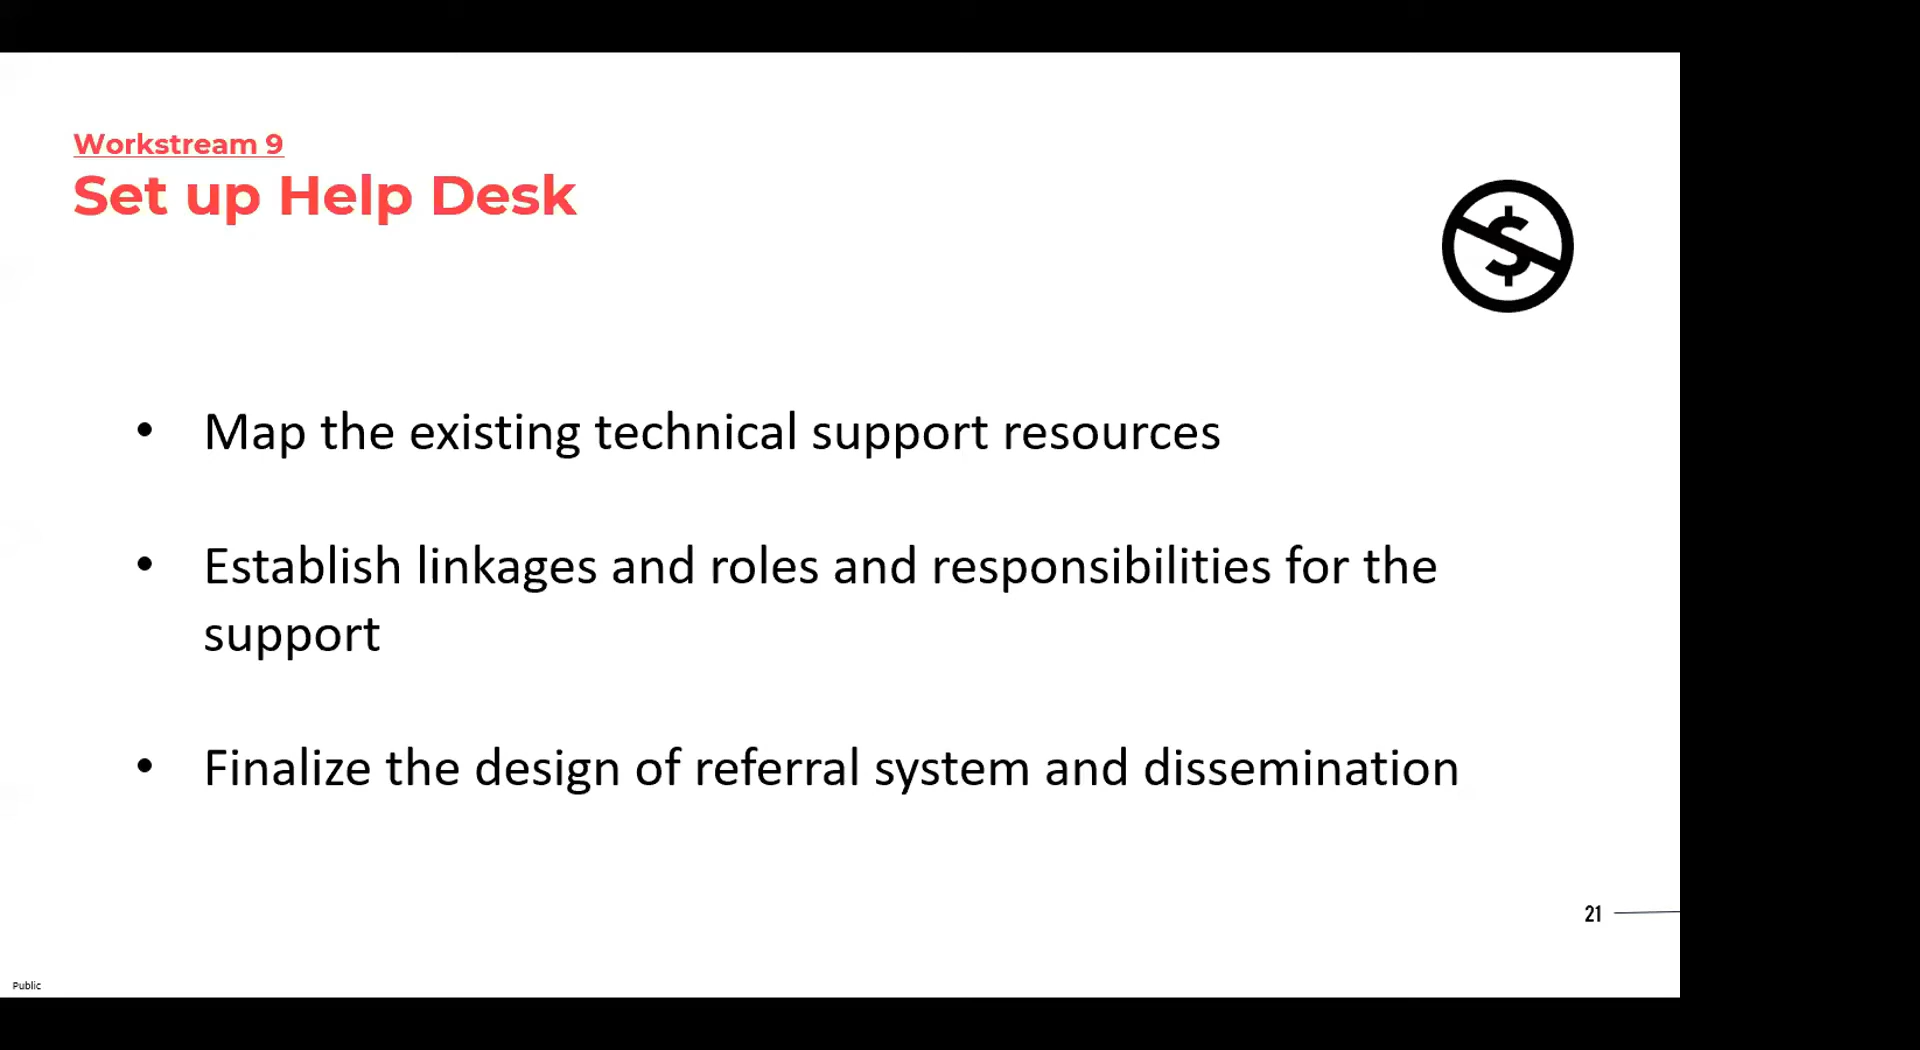 Workstream 9
Set up Help Desk
$
• Map the existing technical support resources
• Establish linkages and roles and responsibilities for the
support
• Finalize the design of referral system and dissemination
21
Public